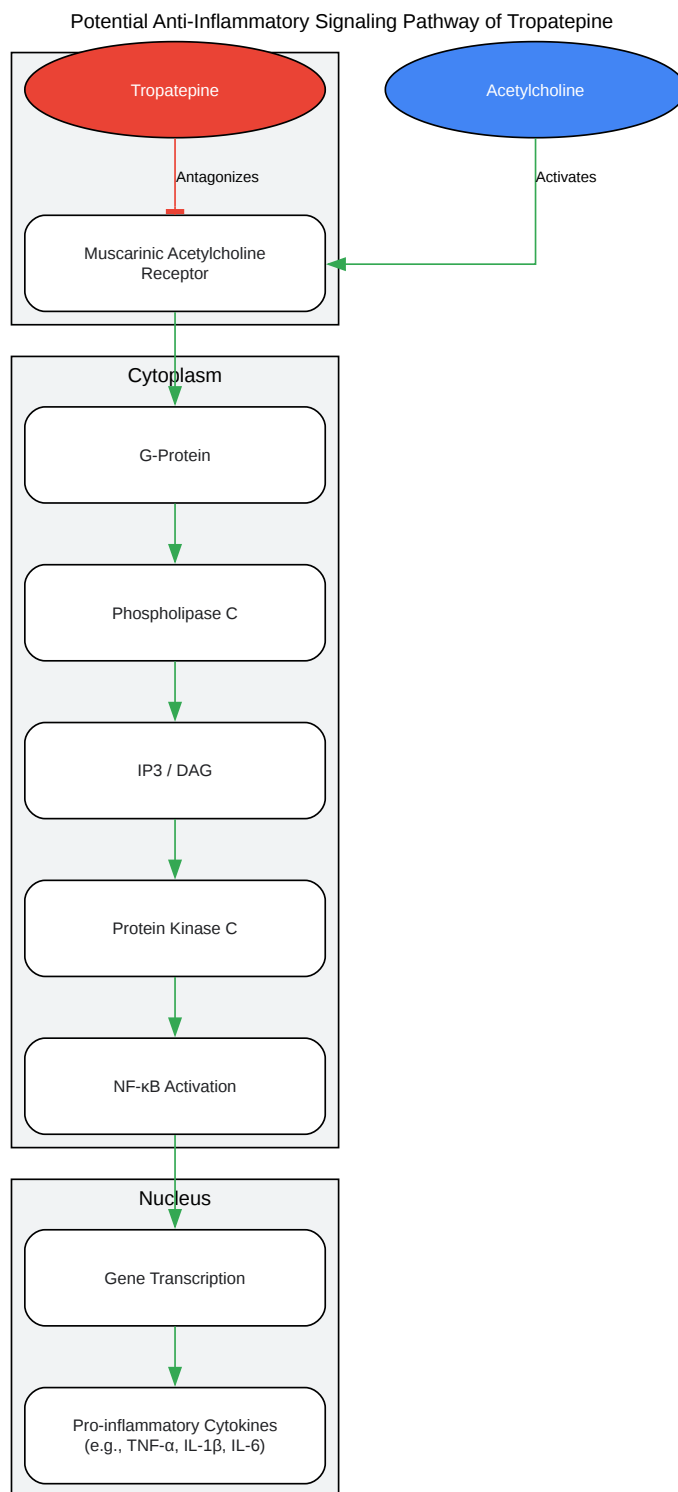 Potential Anti-Inflammatory Signaling Pathway of Tropatepine
Tropatepine
Acetylcholine
Antagonizes
Activates
Muscarinic Acetylcholine
Receptor
Cytoplasm
G-Protein
Phospholipase C
IP3 / DAG
Protein Kinase C
NF-κB Activation
Nucleus
Gene Transcription
Pro-inflammatory Cytokines
(e.g., TNF-α, IL-1β, IL-6)